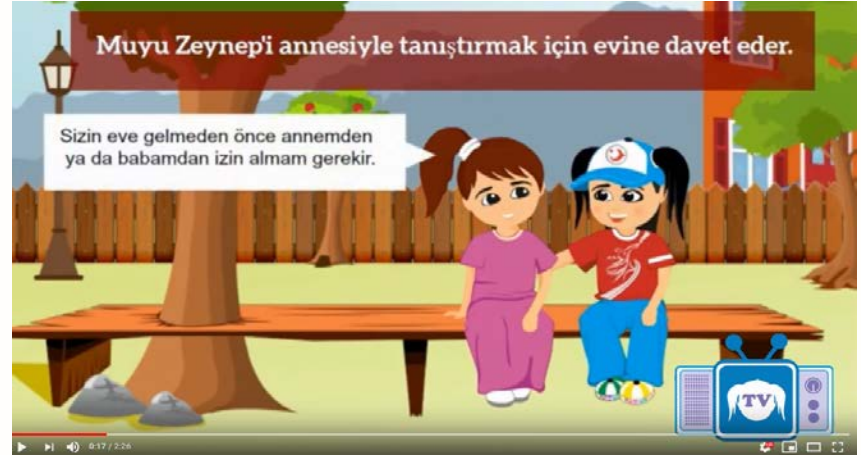 Muyu Zeynep'i annesiyle tanıştırmak için evine davet eder.
Sizin eve gelmeden önce annemden
ya da babamdan izin almam gerekir.
TV
0:17 / 2:26